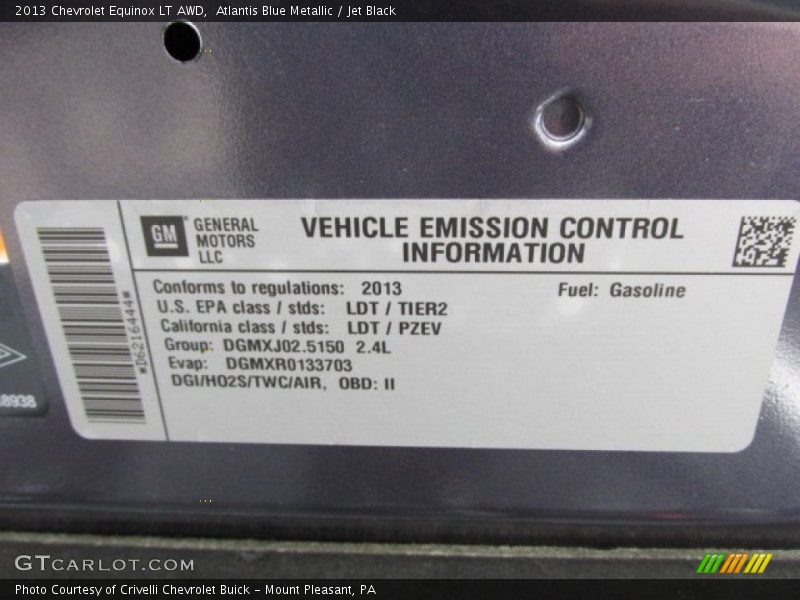 2013 Chevrolet Equinox LT AWD,  Atlantis Blue Metallic / Jet Black
GM
GENERAL
MOTORS
LLC
VEHICLE EMISSION CONTROL
INFORMATION
*D6216444*
Conforms to regulations: 2013
Fuel: Gasoline
U.S. EPA class / stds: LDT / TIER2
California class / stds: LDT / PZEV
Group: DGMXJ02.5150 2.4L
Evap: DGMXR0133703
DGI/HO2S/TWC/AIR, OBD: II
8938
GTCARLOT.COM
Photo Courtesy of Crivelli Chevrolet Buick – Mount Pleasant, PA